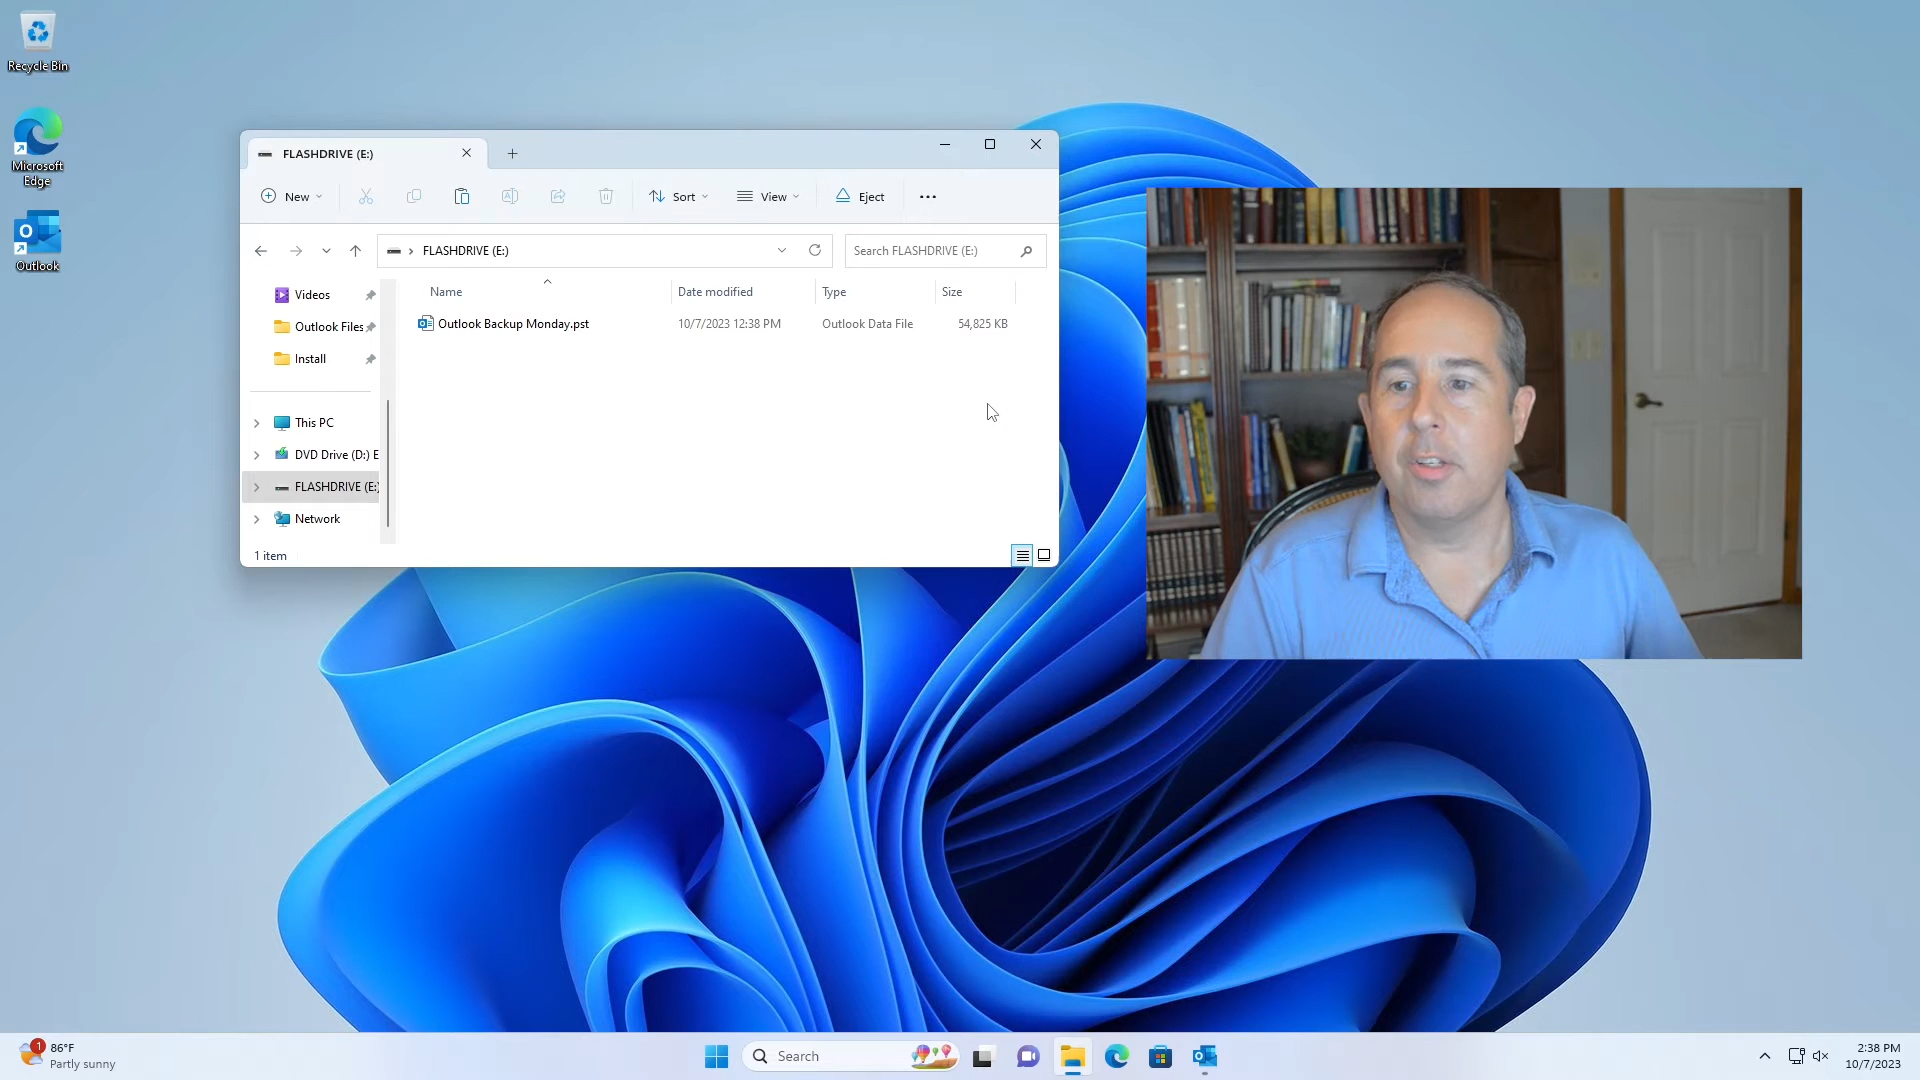 Recycle Bin
Microsoft
Edge
Outlook
FLASHDRIVE (E:)
New
Sort
View
Eject
FLASHDRIVE (E:)
Search FLASHDRIVE (E:)
Name
Date modified
Type
Size
Outlook Backup Monday.pst
10/7/2023 12:38 PM
Outlook Data File
54,825 KB
Videos
Outlook Files
Install
This PC
DVD Drive (D:) E
FLASHDRIVE (E:)
Network
1 item
1
86°F
Partly sunny
Search
2:38 PM
10/7/2023